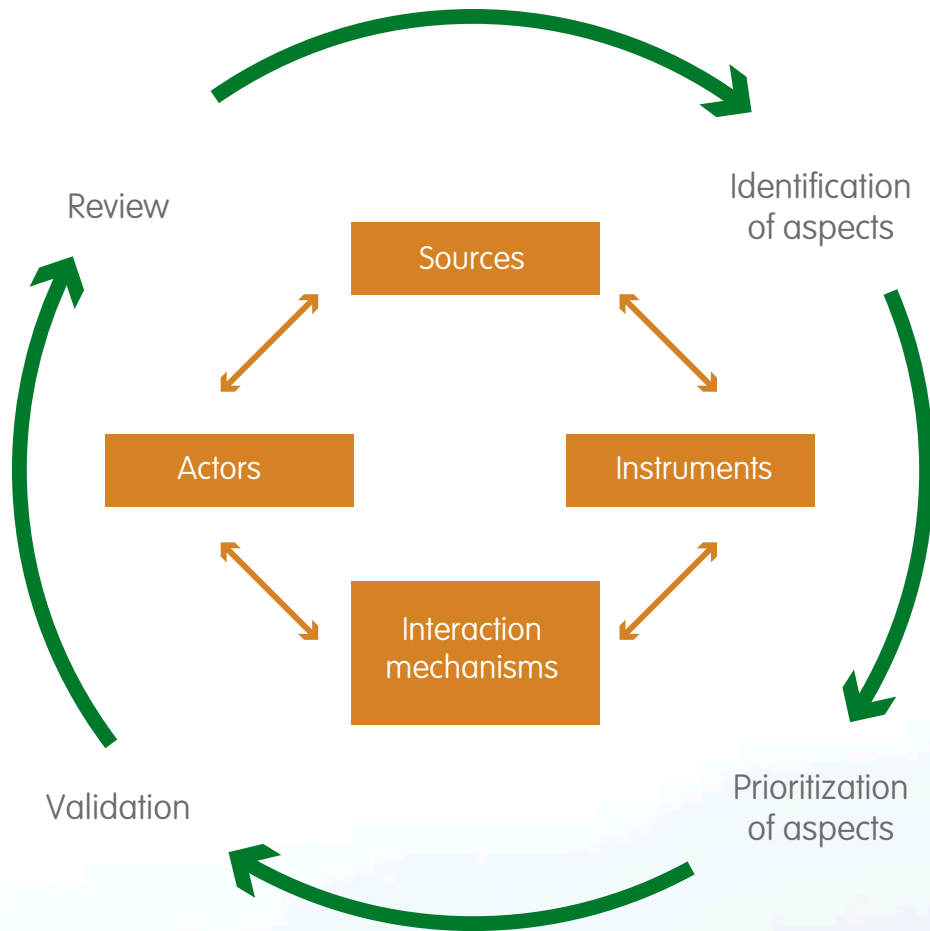 Review
Identification
of aspects
Sources
Actors
Instruments
Interaction
mechanisms
Validation
Prioritization
of aspects